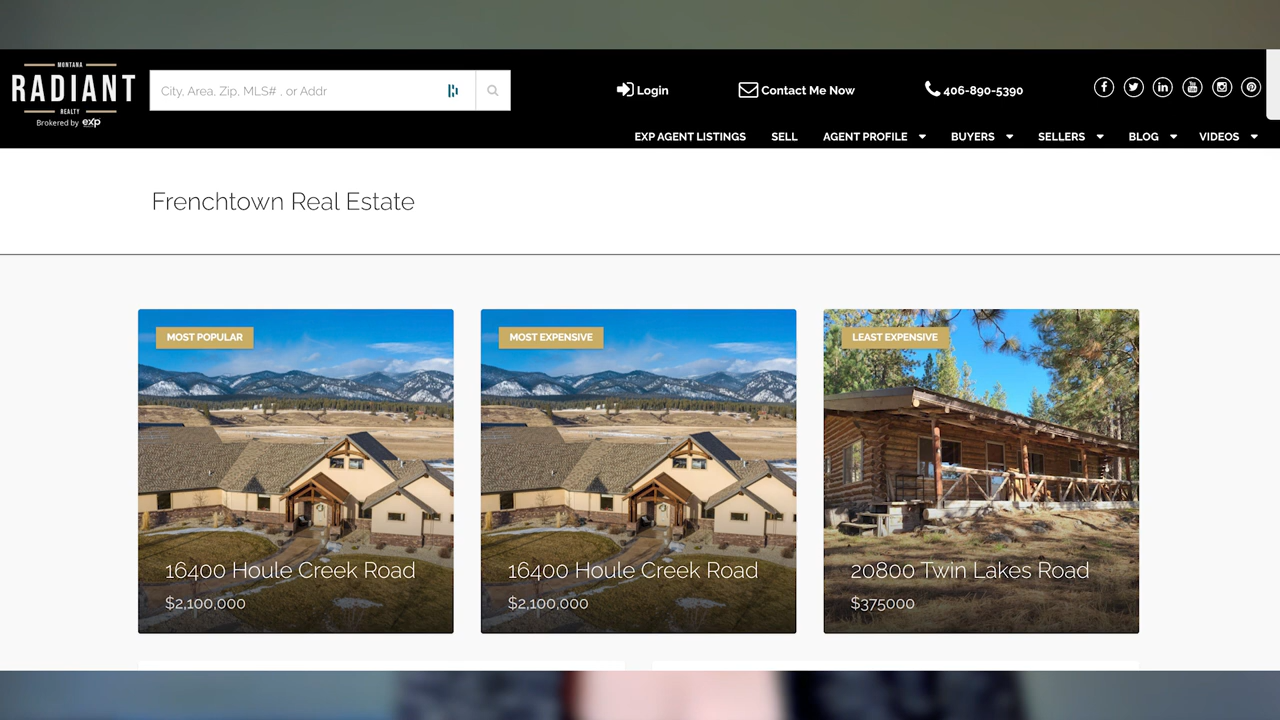 MONTANA
RADIANT
REALTY
Brokered by eXp
City, Area, Zip, MLS# , or Addr
Login
Contact Me Now
406-890-5390
EXP AGENT LISTINGS
SELL
AGENT PROFILE
BUYERS
SELLERS
BLOG
VIDEOS
Frenchtown Real Estate
MOST POPULAR
16400 Houle Creek Road
$2,100,000
MOST EXPENSIVE
16400 Houle Creek Road
$2,100,000
LEAST EXPENSIVE
20800 Twin Lakes Road
$375000